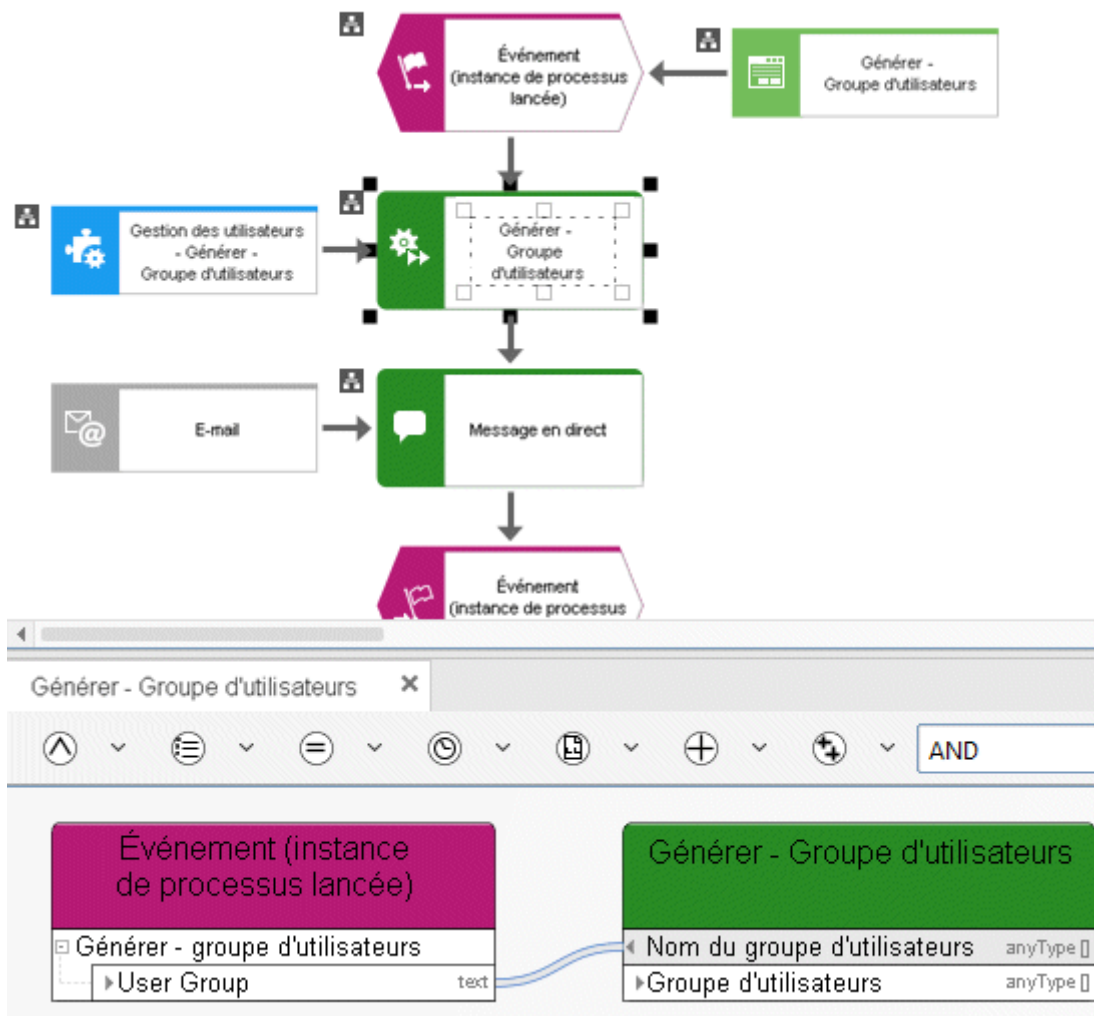 Événement
(instance de processus
lancée)
Générer -
Groupe d'utilisateurs
Gestion des utilisateurs
- Générer -
Groupe d'utilisateurs
Générer -
Groupe
d'utilisateurs
E-mail
Message en direct
Événement
(instance de processus
Générer - Groupe d'utilisateurs
AND
Événement (instance
de processus lancée)
Générer - groupe d'utilisateurs
User Group text
Générer - Groupe d'utilisateurs
Nom du groupe d'utilisateurs anyType []
Groupe d'utilisateurs anyType []